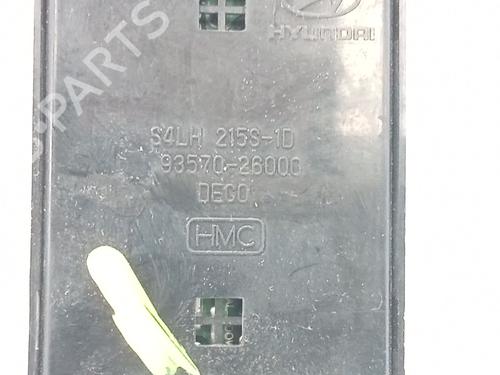 HYUNDAI
S4LH 215S-1D
93570-26000
DECO
HMC
PARTS